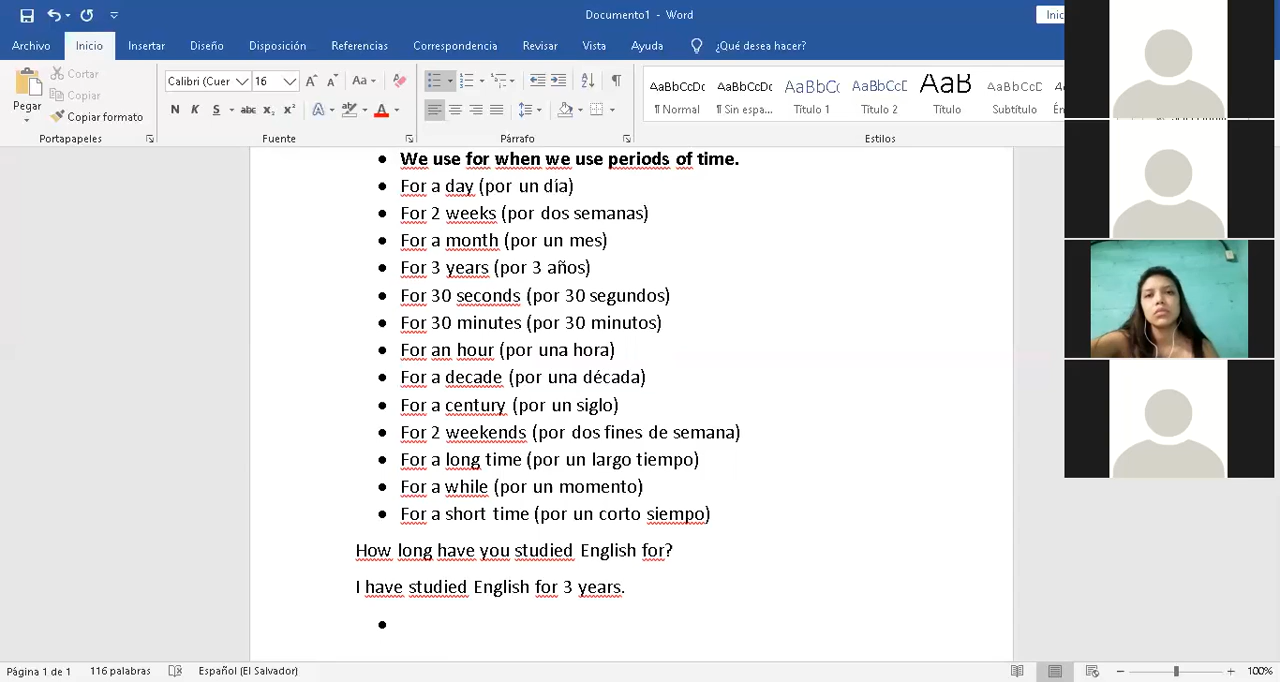 Documento1 - Word
Inic
Archivo Inicio Insertar Diseño Disposición Referencias Correspondencia Revisar Vista Ayuda ¿Qué desea hacer?
Pegar Cortar Copiar Copiar formato
Calibri (Cuer 16
N K S abc x₂ x² A
AaBbCcDc AaBbCcDc AaBbCc AaBbCcD AaB AaBbCcD
¶ Normal ¶ Sin espa... Título 1 Título 2 Título Subtítulo
Portapapeles Fuente Párrafo Estilos
• We use for when we use periods of time.
• For a day (por un día)
• For 2 weeks (por dos semanas)
• For a month (por un mes)
• For 3 years (por 3 años)
• For 30 seconds (por 30 segundos)
• For 30 minutes (por 30 minutos)
• For an hour (por una hora)
• For a decade (por una década)
• For a century (por un siglo)
• For 2 weekends (por dos fines de semana)
• For a long time (por un largo tiempo)
• For a while (por un momento)
• For a short time (por un corto siempo)
How long have you studied English for?
I have studied English for 3 years.
•
Página 1 de 1 116 palabras Español (El Salvador) 100%